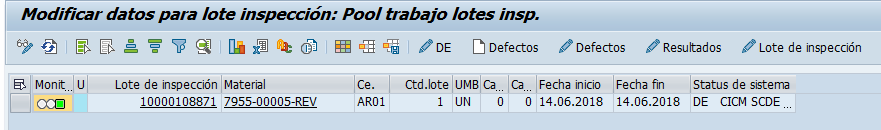 Modificar datos para lote inspección: Pool trabajo lotes insp.
DE Defectos Defectos Resultados Lote de inspección
Monit... U Lote de inspección Material Ce. Ctd.lote UMB Ca... Ca... Fecha inicio Fecha fin Status de sistema
10000108871 7955-00005-REV AR01 1 UN 0 0 14.06.2018 14.06.2018 DE CICM SCDE ...